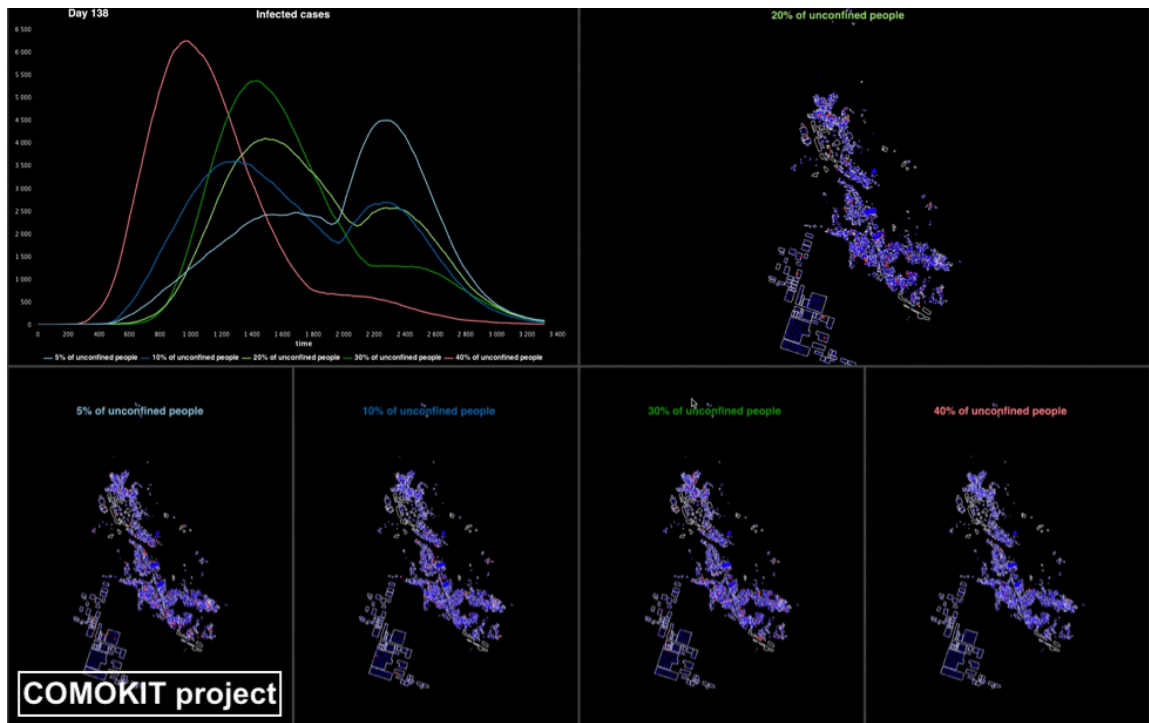 Day 138
Infected cases
6 500
6 000
5 500
5 000
4 500
4 000
3 500
3 000
2 500
2 000
1 500
1 000
500
0
0 200 400 600 800 1 000 1 200 1 400 1 600 1 800 2 000 2 200 2 400 2 600 2 800 3 000 3 200 3 400
time
5% of unconfined people 10% of unconfined people 20% of unconfined people 30% of unconfined people 40% of unconfined people
20% of unconfined people
5% of unconfined people
10% of unconfined people
30% of unconfined people
40% of unconfined people
COMOKIT project